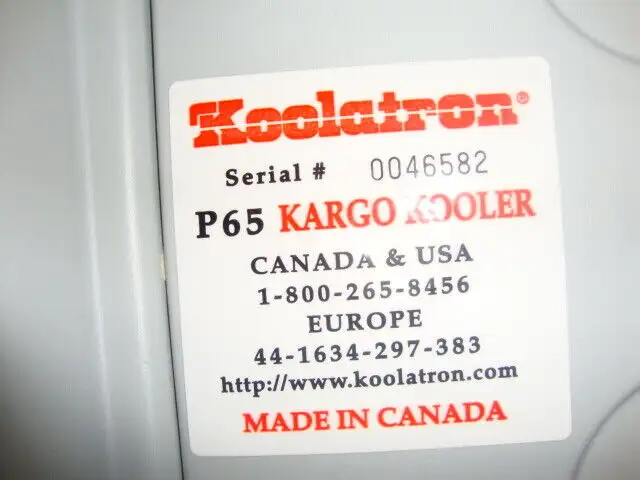 Koolatron®
Serial # 0046582
P65 KARGO KOOLER
CANADA & USA
1-800-265-8456
EUROPE
44-1634-297-383
http://www.koolatron.com
MADE IN CANADA